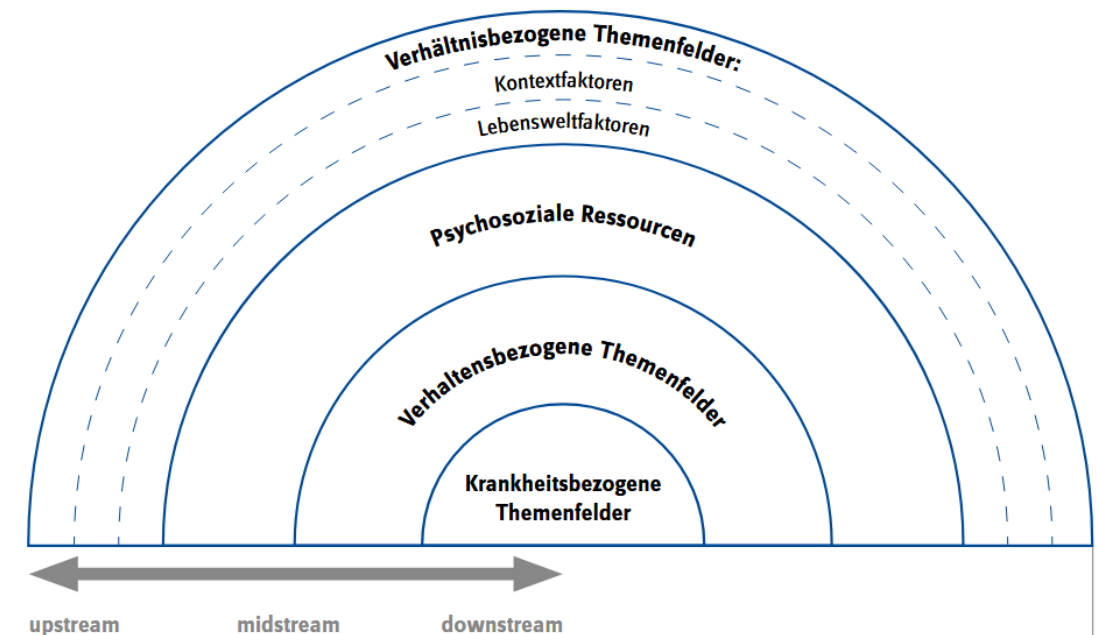 Verhältnisbezogene Themenfelder:
Kontextfaktoren
Lebensweltfaktoren
Psychosoziale Ressourcen
Verhaltensbezogene Themenfelder
Krankheitsbezogene
Themenfelder
upstream midstream downstream